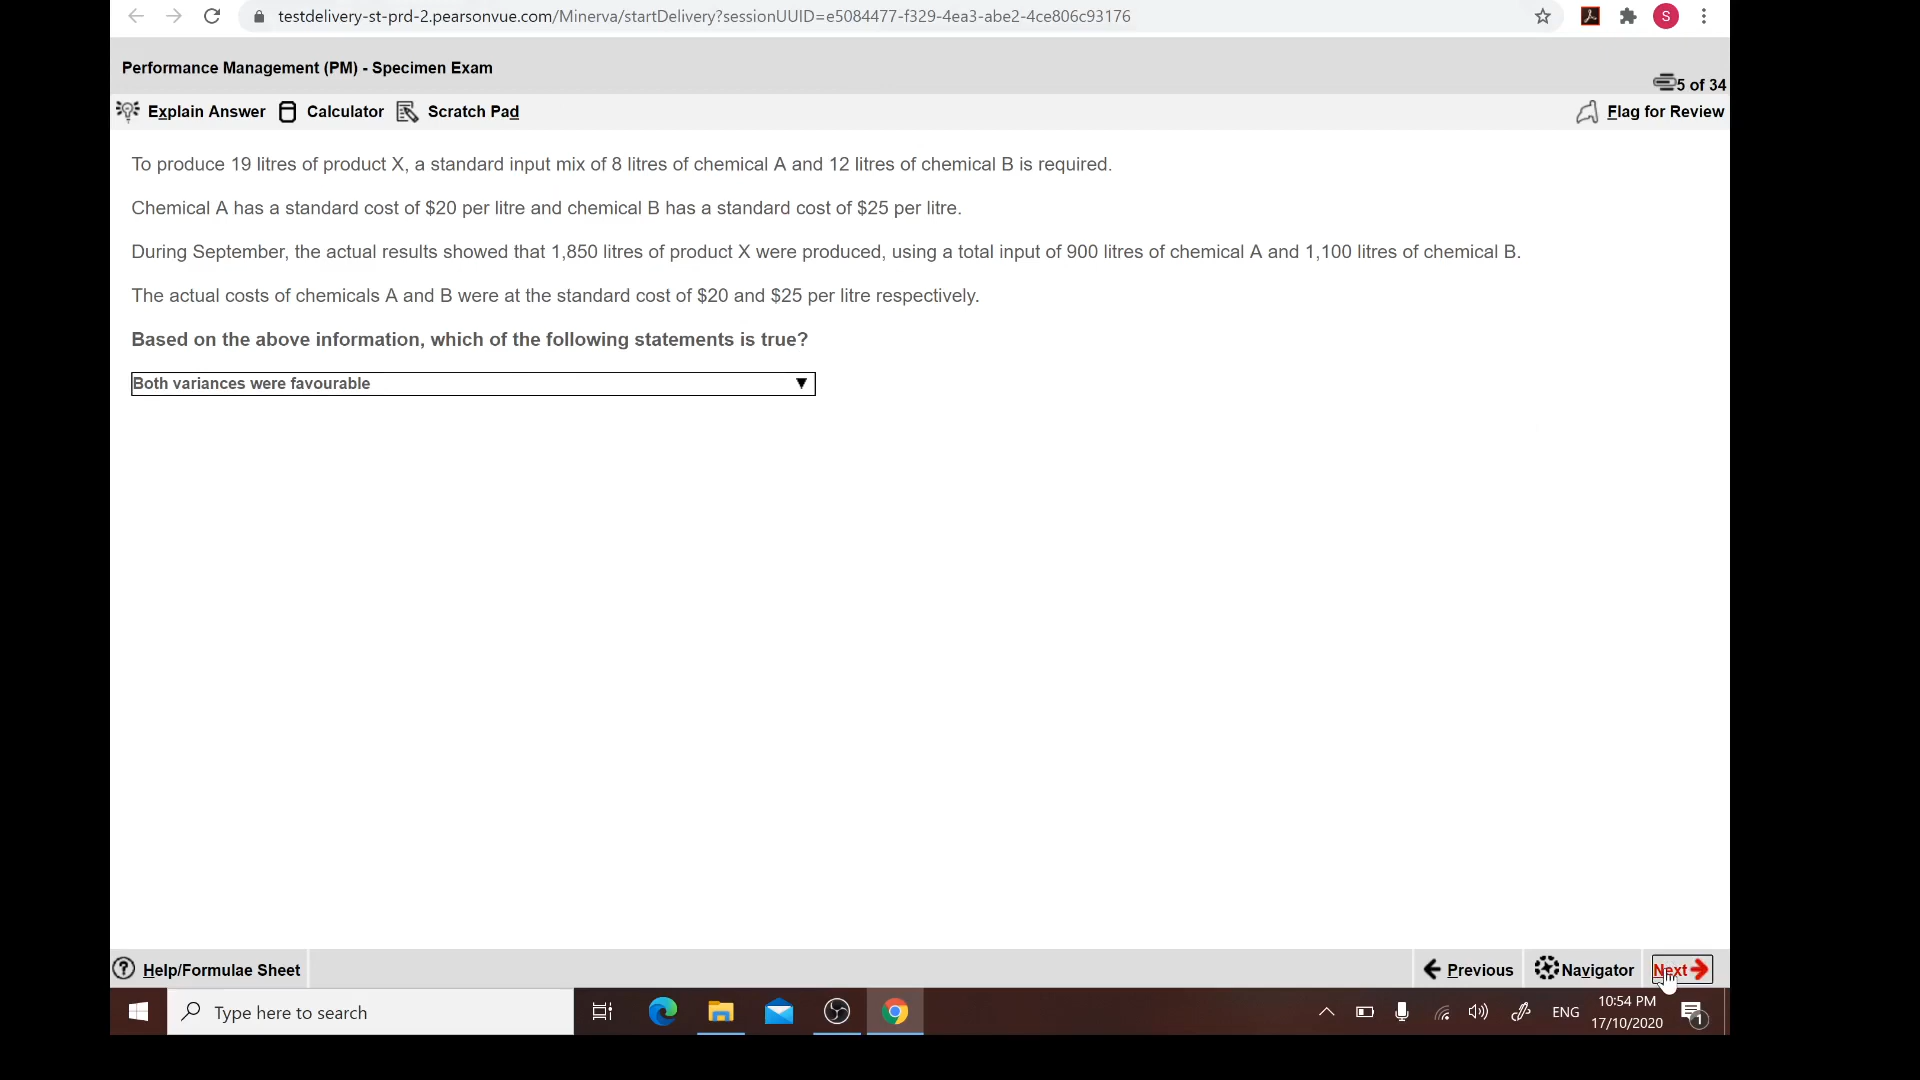 testdelivery-st-prd-2.pearsonvue.com/Minerva/startDelivery?sessionUUID=e5084477-f329-4ea3-abe2-4ce806c93176
S
Performance Management (PM) - Specimen Exam
5 of 34
Explain Answer
Calculator
Scratch Pad
Flag for Review
To produce 19 litres of product X, a standard input mix of 8 litres of chemical A and 12 litres of chemical B is required.
Chemical A has a standard cost of $20 per litre and chemical B has a standard cost of $25 per litre.
During September, the actual results showed that 1,850 litres of product X were produced, using a total input of 900 litres of chemical A and 1,100 litres of chemical B.
The actual costs of chemicals A and B were at the standard cost of $20 and $25 per litre respectively.
Based on the above information, which of the following statements is true?
Both variances were favourable
Help/Formulae Sheet
Previous
Navigator
Next
Type here to search
ENG
10:54 PM
17/10/2020
1